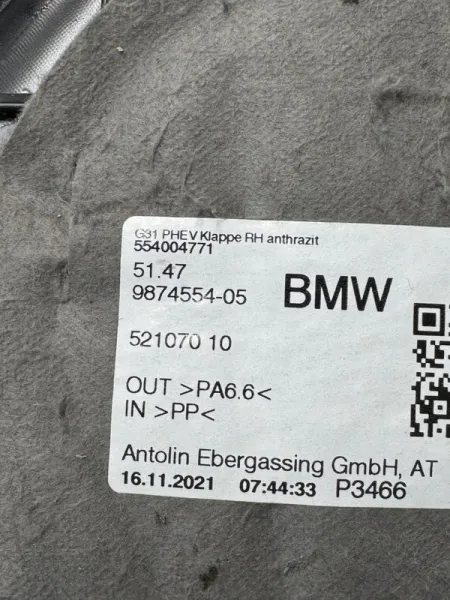 G31 PHEV Klappe RH anthrazit
554004771
51.47
9874554-05
BMW
521070 10
OUT >PA6.6<
IN >PP<
Antolin Ebergassing GmbH, AT
16.11.2021 07:44:33 P3466